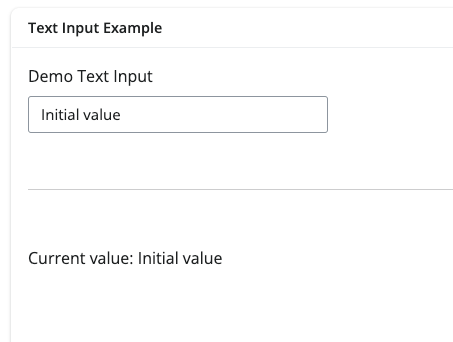 Text Input Example
Demo Text Input
Initial value
Current value: Initial value